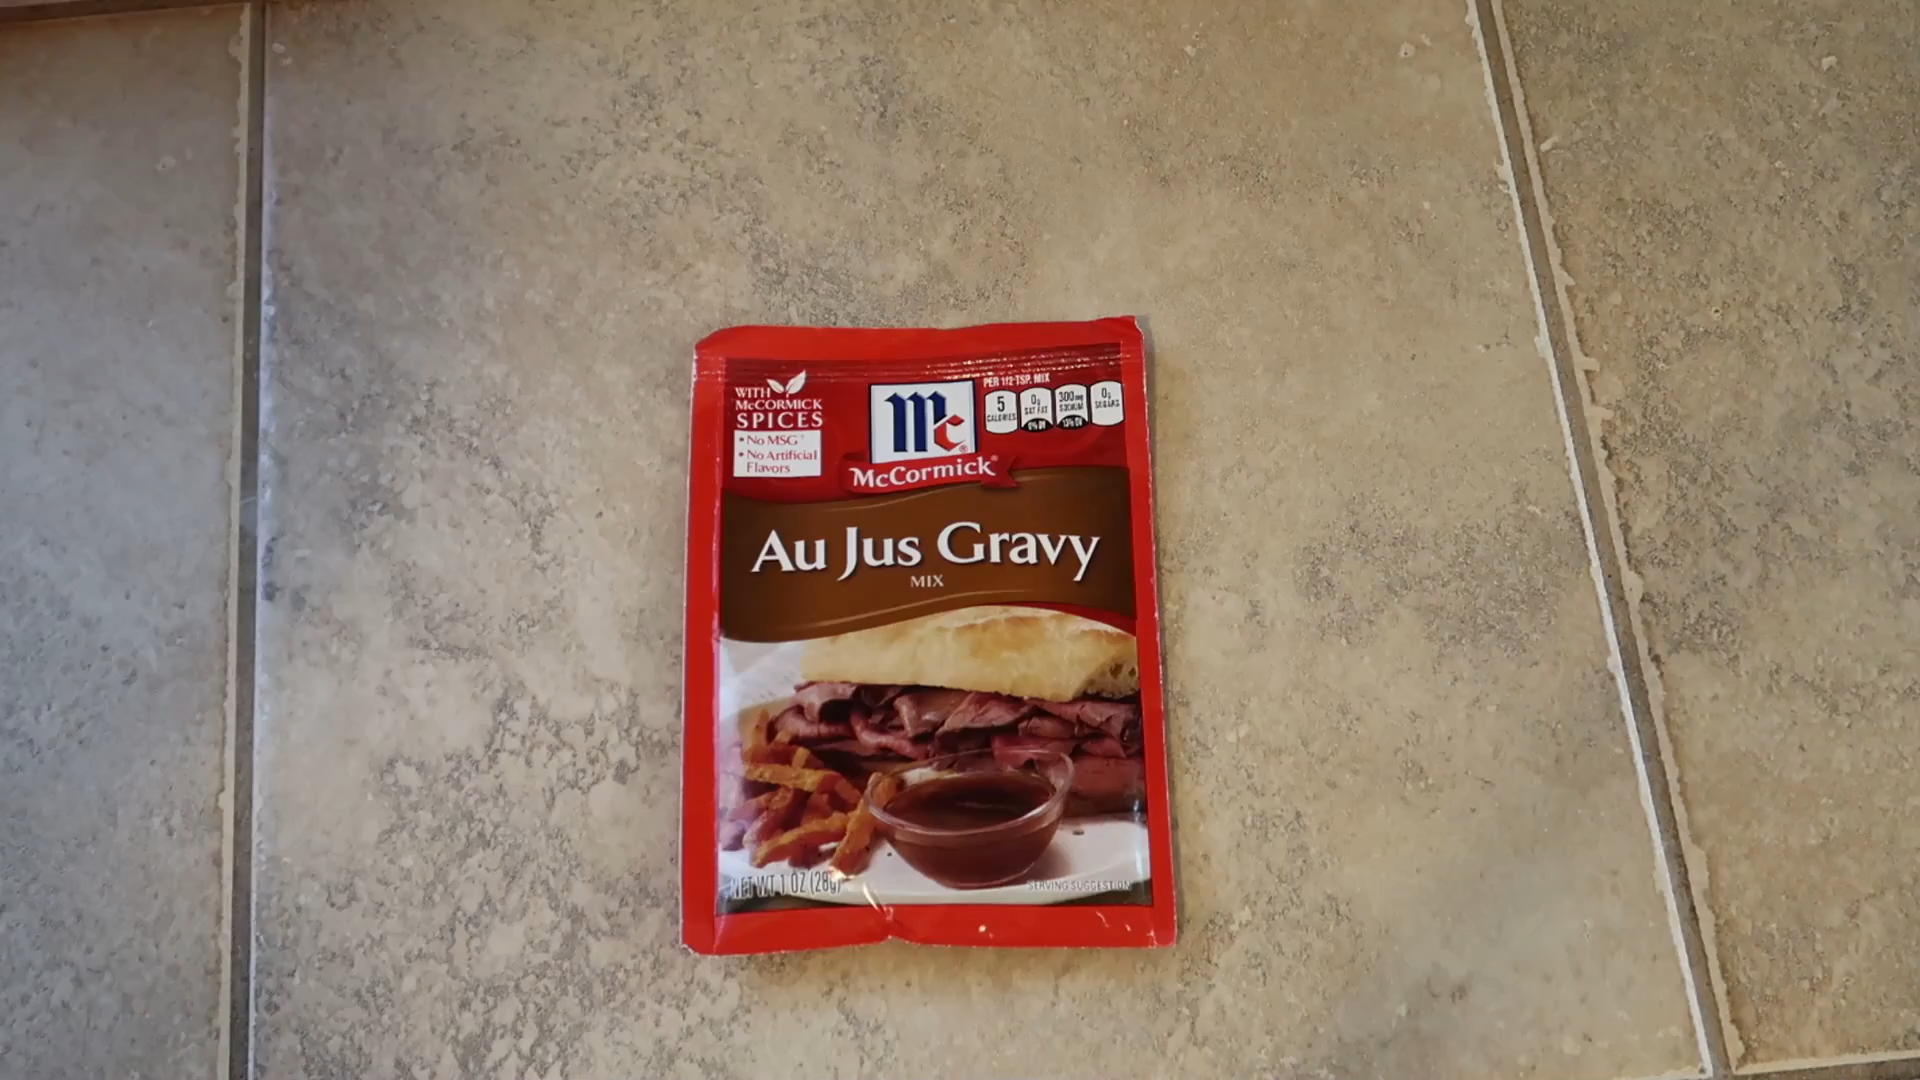 WITH
McCORMICK
SPICES
• No MSG†
• No Artificial
Flavors
Mc®
McCormick®
PER 1/2 TSP. MIX
5
CALORIES
0g
SAT FAT
0% DV
300mg
SODIUM
13% DV
0g
SUGARS
Au Jus Gravy
MIX
NET WT 1 OZ (28g)
SERVING SUGGESTION